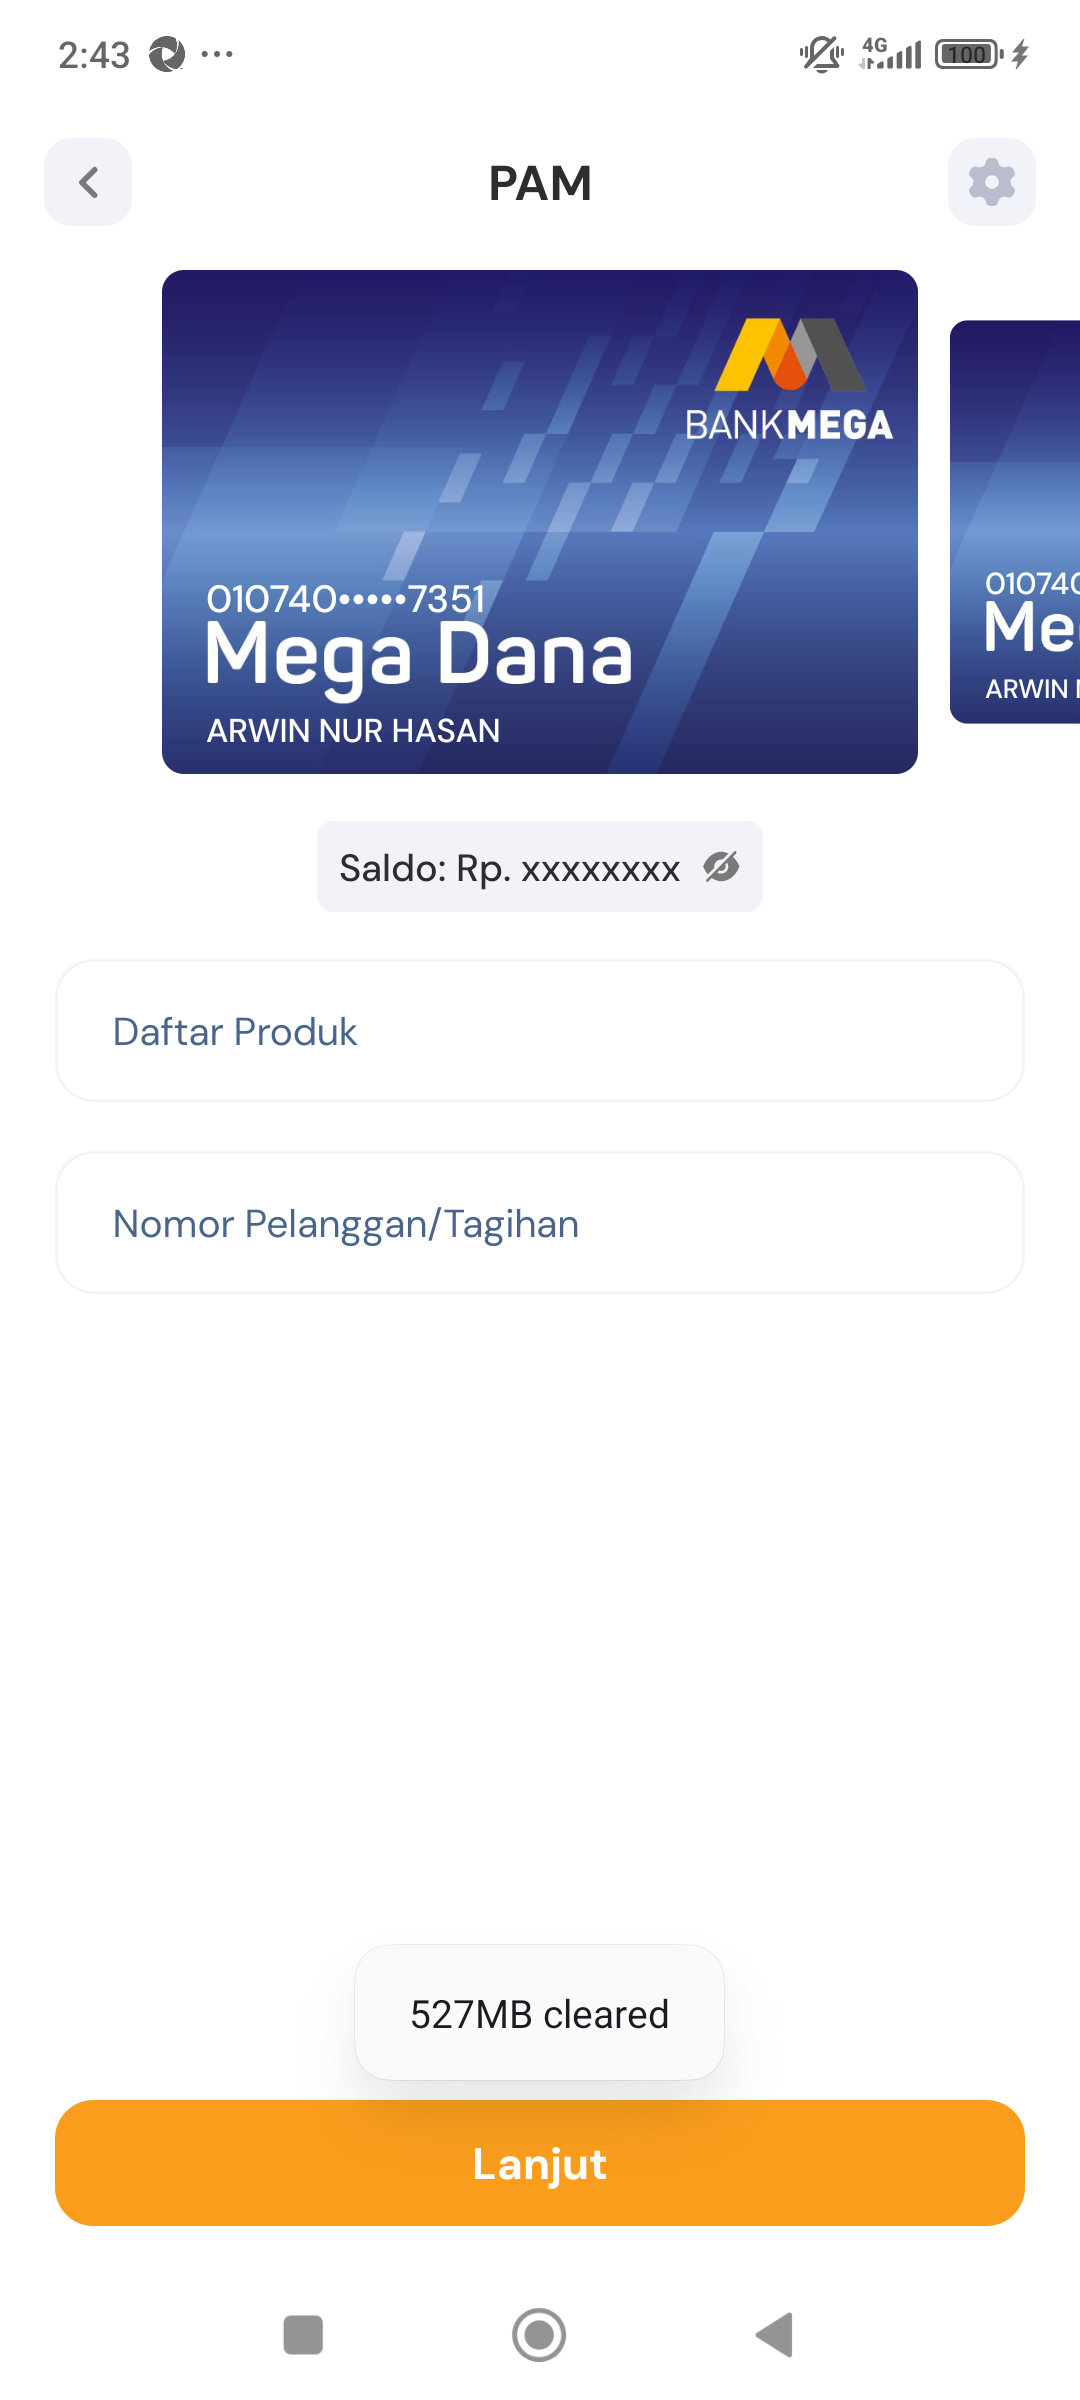 2:43
4G
100
PAM
BANKMEGA
010740•••••7351
Mega Dana
ARWIN NUR HASAN
010740
Me
ARWIN
Saldo: Rp. xxxxxxxx
Daftar Produk
Nomor Pelanggan/Tagihan
527MB cleared
Lanjut